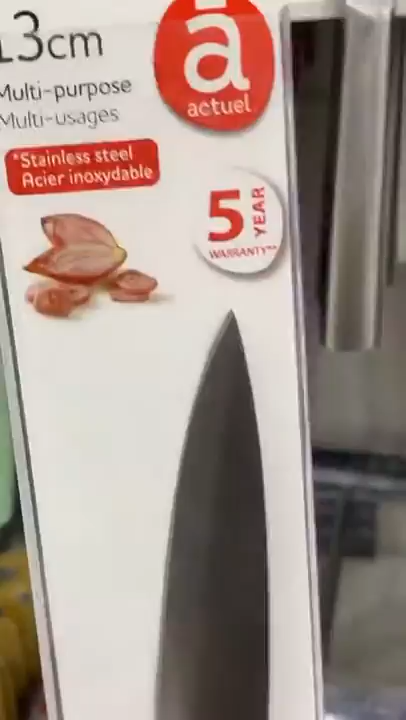 13cm
Multi-purpose
Multi-usages
*Stainless steel
Acier inoxydable
å
actuel
5 YEAR
WARRANTY**